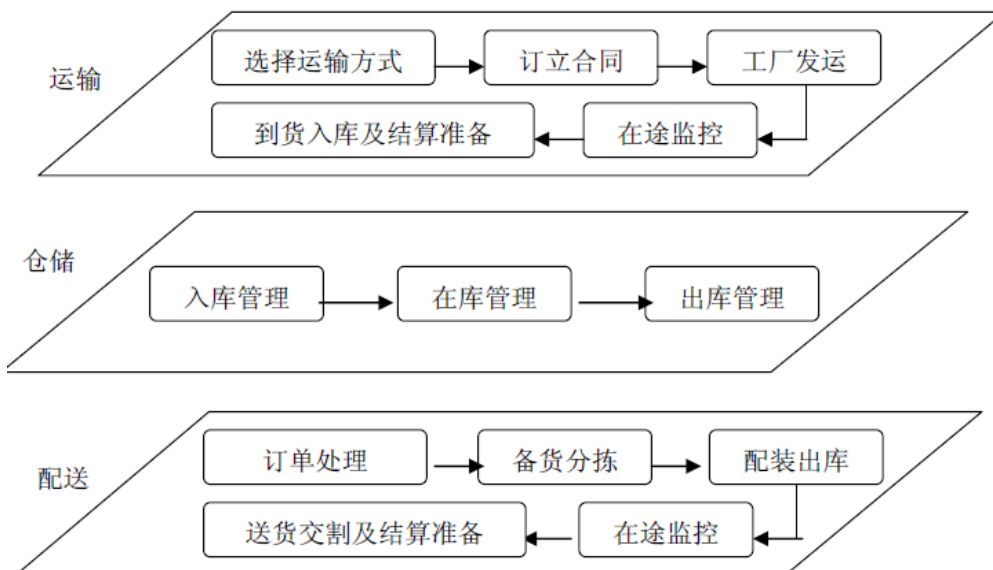 运输
选择运输方式
订立合同
工厂发运
到货入库及结算准备
在途监控
仓储
入库管理
在库管理
出库管理
配送
订单处理
备货分拣
配装出库
送货交割及结算准备
在途监控